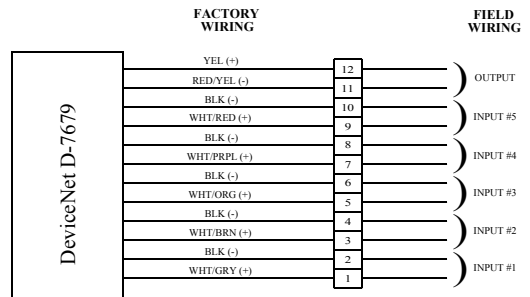 FACTORY
WIRING
FIELD
WIRING
DeviceNet D-7679
YEL (+)
12
OUTPUT
RED/YEL (-)
11
BLK (-)
10
INPUT #5
WHT/RED (+)
9
BLK (-)
8
INPUT #4
WHT/PRPL (+)
7
BLK (-)
6
INPUT #3
WHT/ORG (+)
5
BLK (-)
4
INPUT #2
WHT/BRN (+)
3
BLK (-)
2
INPUT #1
WHT/GRY (+)
1